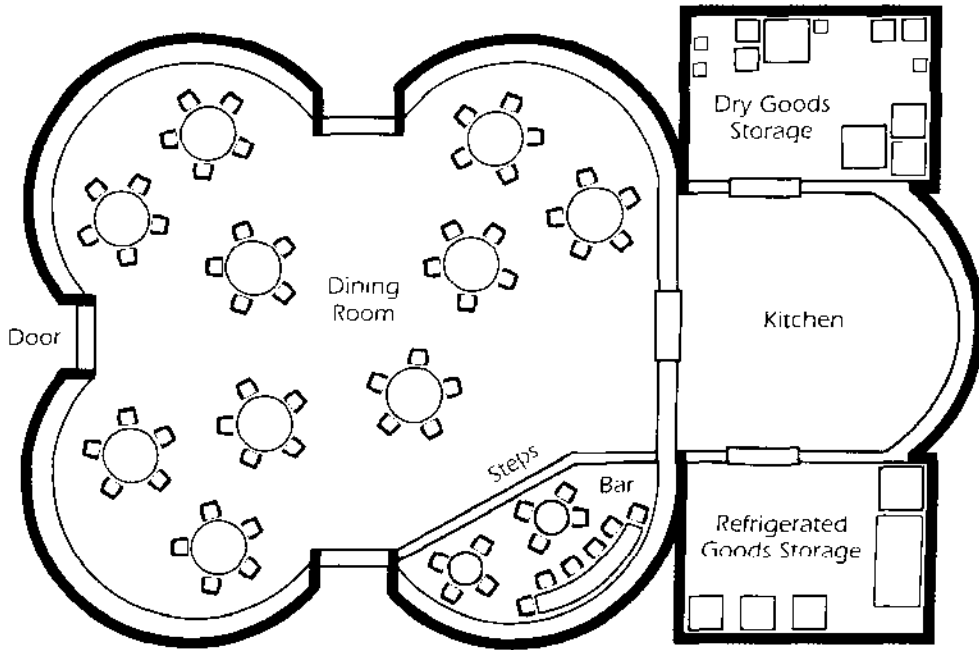 Dry Goods
Storage
Dining
Room
Door
Kitchen
Steps
Bar
Refrigerated
Goods Storage